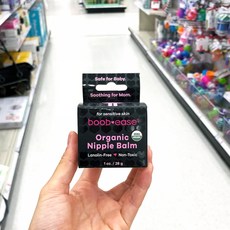 Safe for Baby.
Soothing for Mom.
for sensitive skin
boob•ease
Organic
Nipple Balm
Lanolin-Free • Non-Toxic
1 oz. / 28 g